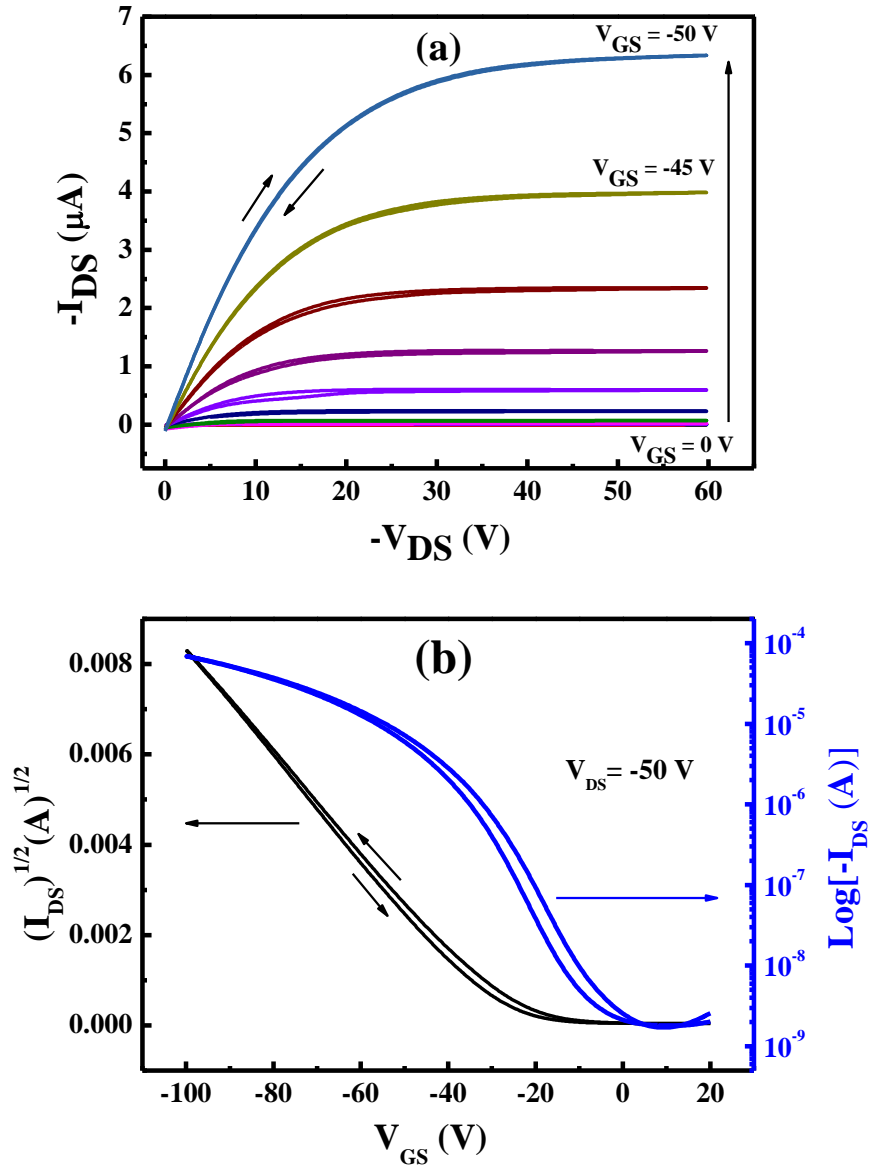 (a)
V_GS = -50 V
V_GS = -45 V
V_GS = 0 V
7
6
5
4
3
2
1
0
-I_DS (µA)
0 10 20 30 40 50 60
-V_DS (V)
(b)
V_DS= -50 V
0.008
0.006
0.004
0.002
0.000
(I_DS)^1/2(A)^1/2
10^-4
10^-5
10^-6
10^-7
10^-8
10^-9
Log[-I_DS (A)]
-100 -80 -60 -40 -20 0 20
V_GS (V)